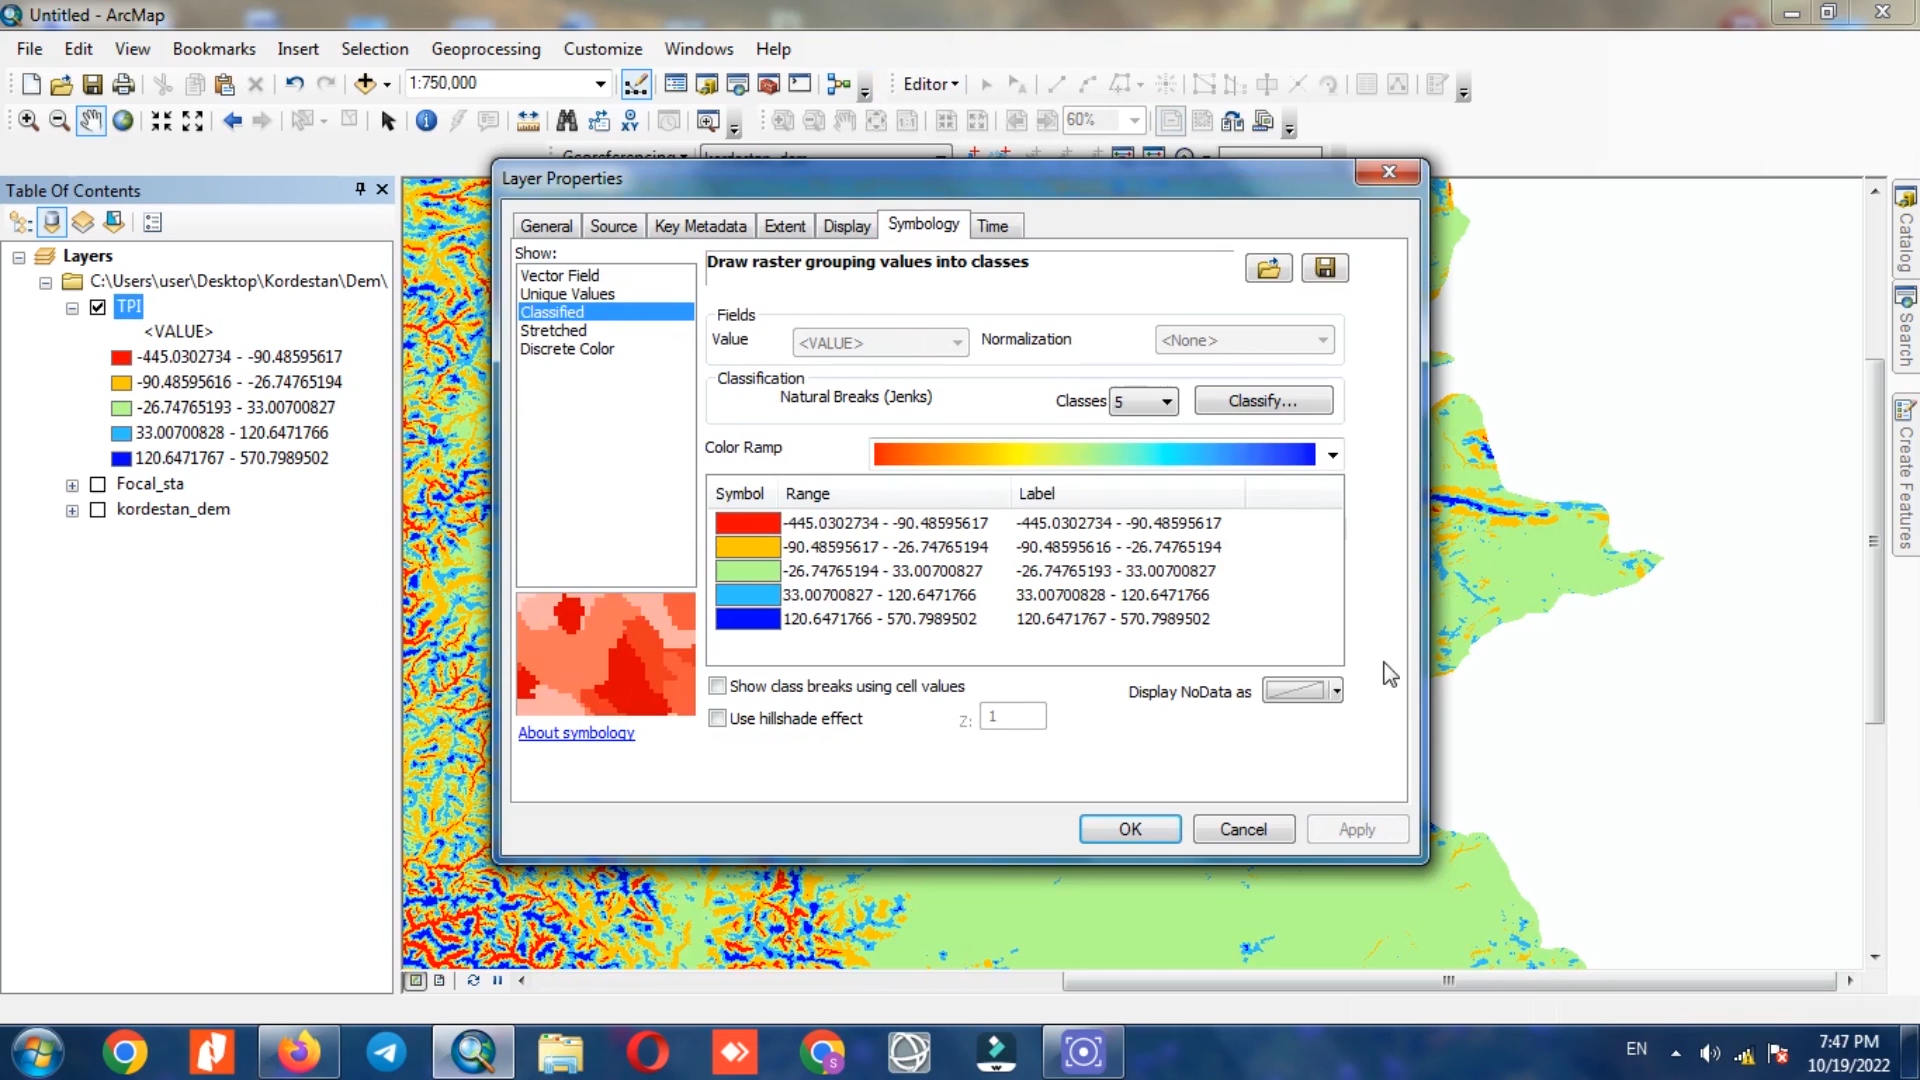 Untitled - ArcMap
File Edit View Bookmarks Insert Selection Geoprocessing Customize Windows Help
1:750,000
Editor
60%
Table Of Contents
Layers
C:\Users\user\Desktop\Kordestan\Dem\
TPI
<VALUE>
-445.0302734 - -90.48595617
-90.48595616 - -26.74765194
-26.74765193 - 33.00700827
33.00700828 - 120.6471766
120.6471767 - 570.7989502
Focal_sta
kordestan_dem
Layer Properties
General Source Key Metadata Extent Display Symbology Time
Show:
Vector Field
Unique Values
Classified
Stretched
Discrete Color
About symbology
Draw raster grouping values into classes
Fields
Value <VALUE> Normalization <None>
Classification
Natural Breaks (Jenks)
Classes 5 Classify...
Color Ramp
Symbol Range Label
-445.0302734 - -90.48595617 -445.0302734 - -90.48595617
-90.48595617 - -26.74765194 -90.48595616 - -26.74765194
-26.74765194 - 33.00700827 -26.74765193 - 33.00700827
33.00700827 - 120.6471766 33.00700828 - 120.6471766
120.6471766 - 570.7989502 120.6471767 - 570.7989502
Show class breaks using cell values
Display NoData as
Use hillshade effect Z: 1
OK Cancel Apply
Catalog
Search
Create Features
EN
7:47 PM
10/19/2022